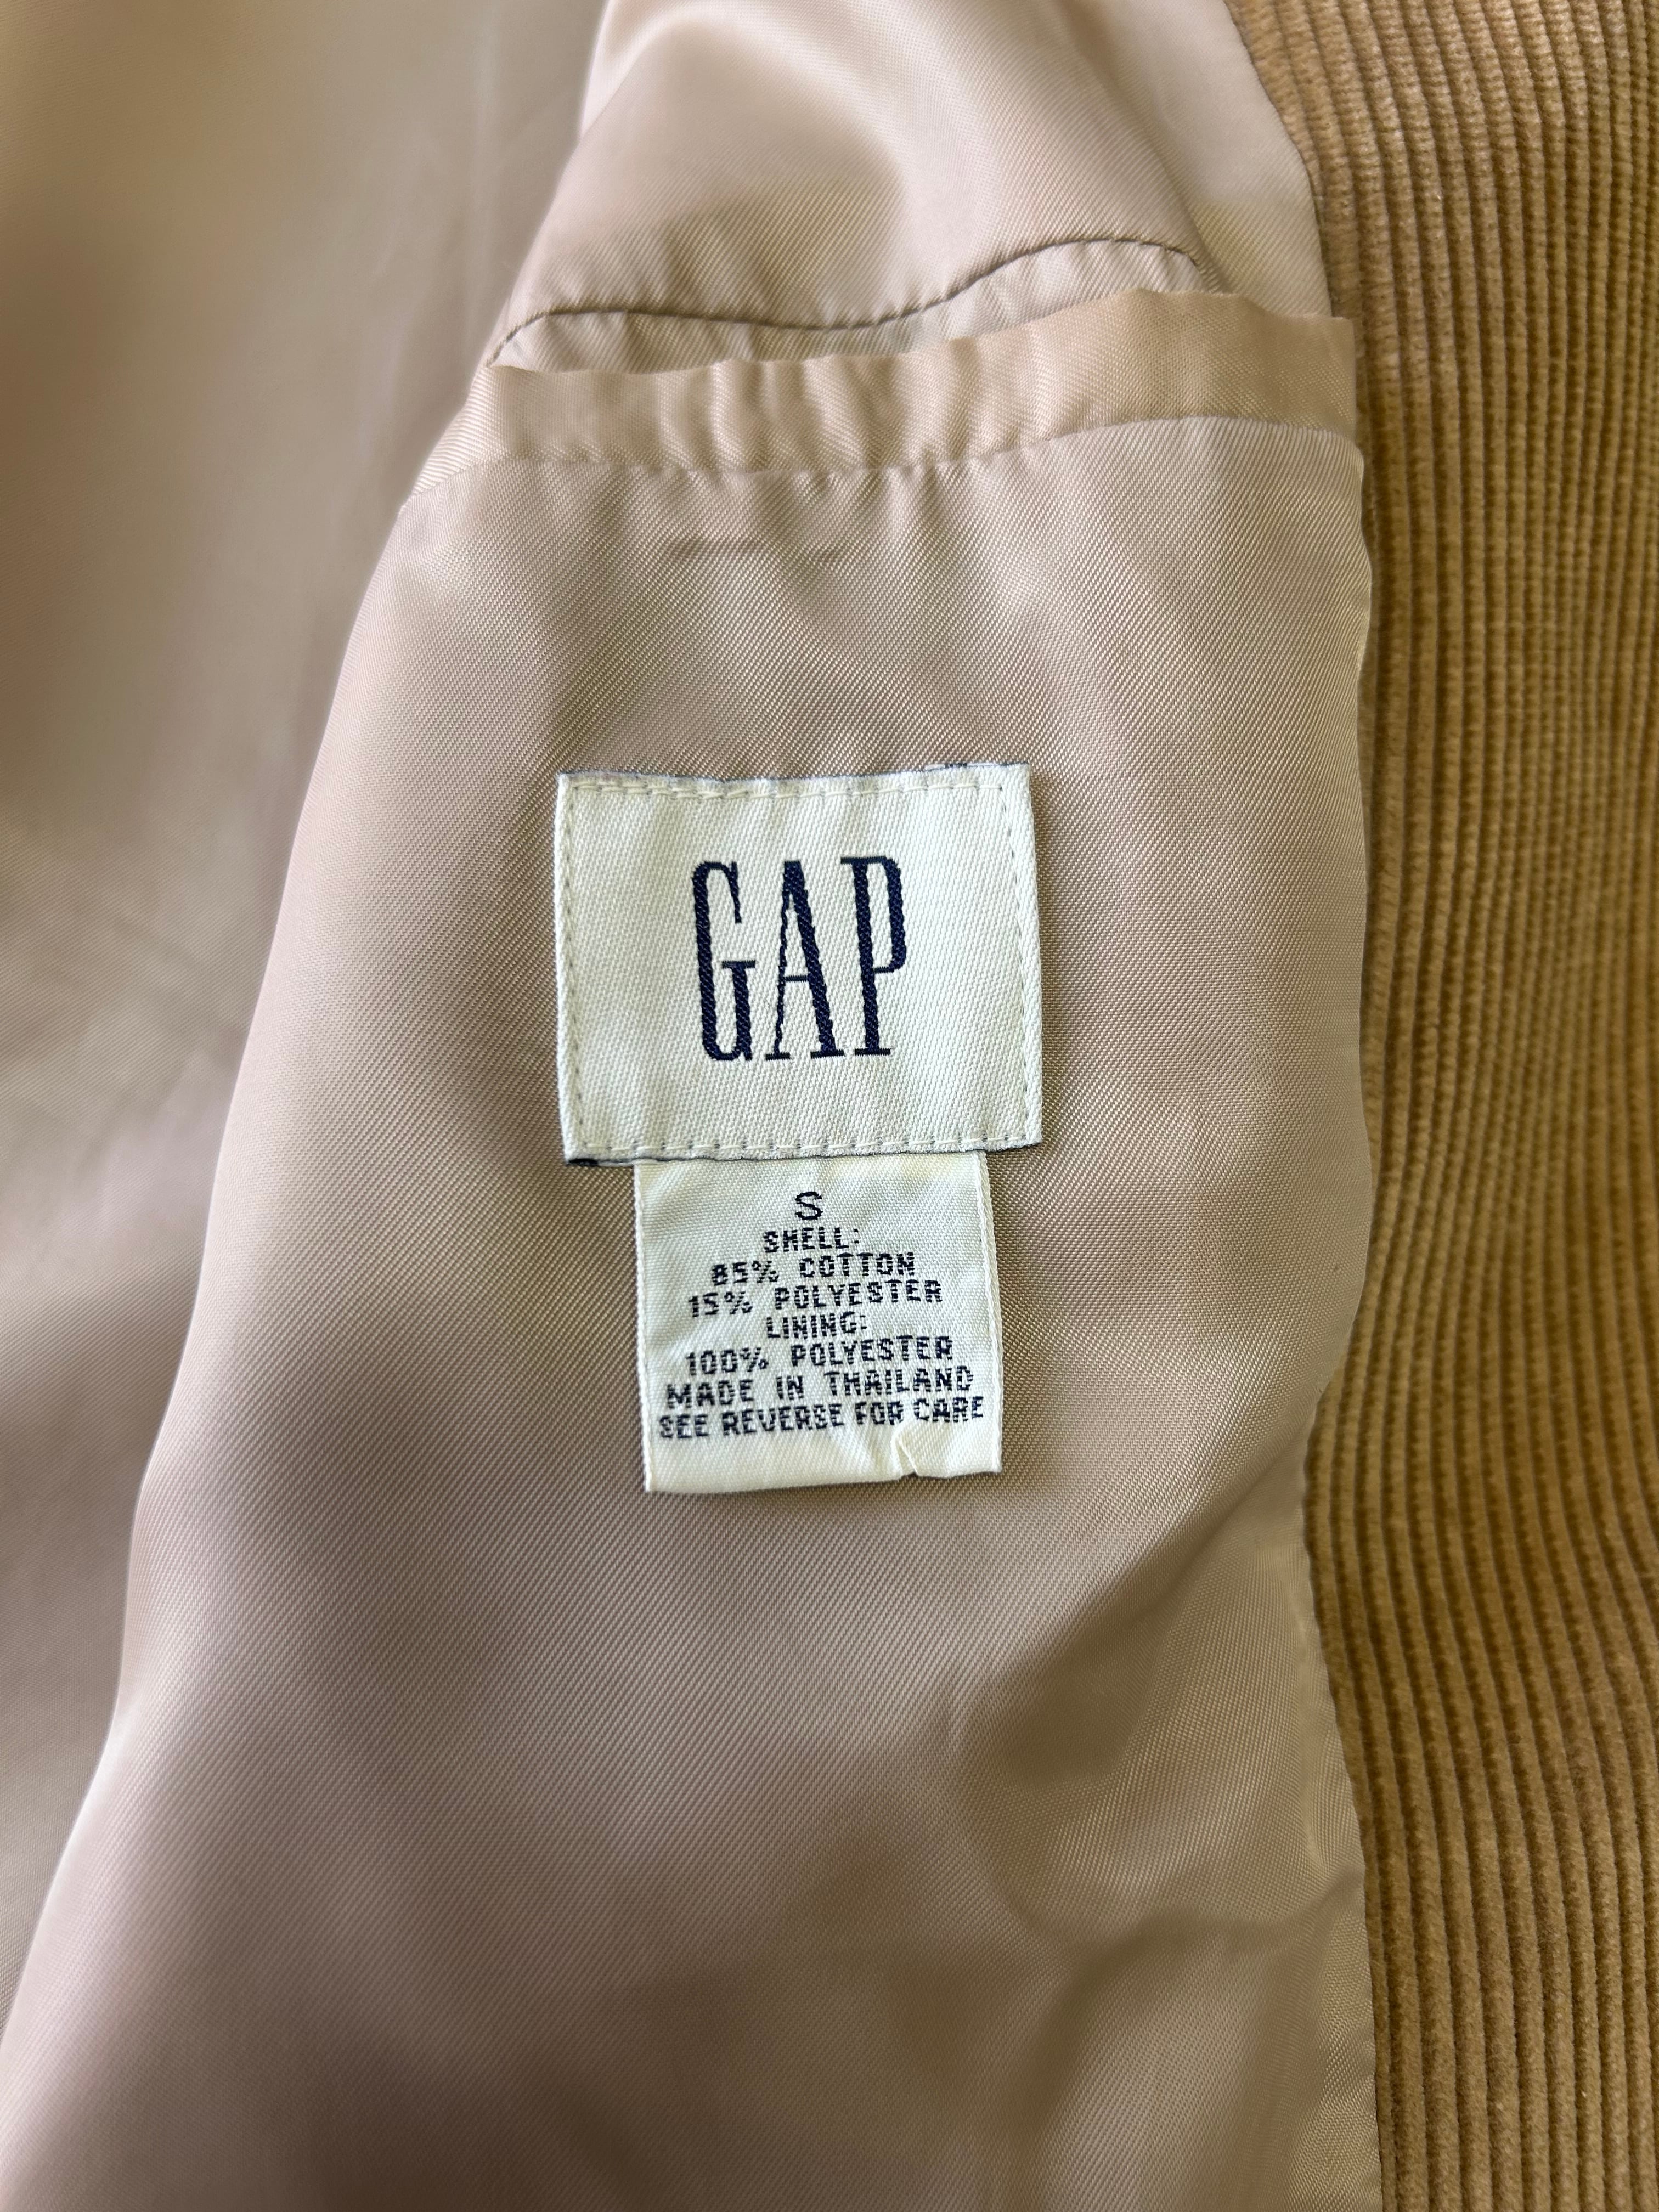 GAP
S
SHELL:
85% COTTON
15% POLYESTER
LINING:
100% POLYESTER
MADE IN THAILAND
SEE REVERSE FOR CARE